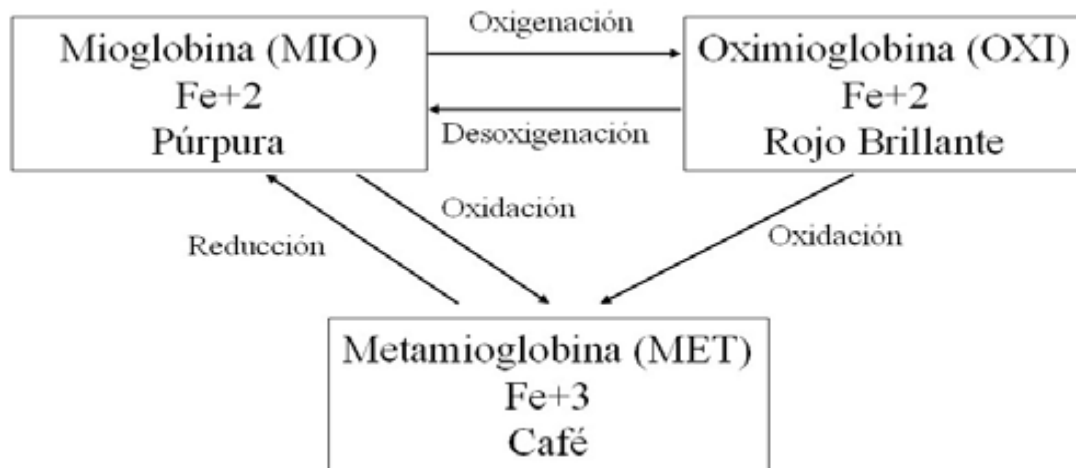 Oxigenación
Mioglobina (MIO)
Fe+2
Púrpura
Oximioglobina (OXI)
Fe+2
Rojo Brillante
Desoxigenación
Oxidación
Reducción
Oxidación
Metamioglobina (MET)
Fe+3
Café